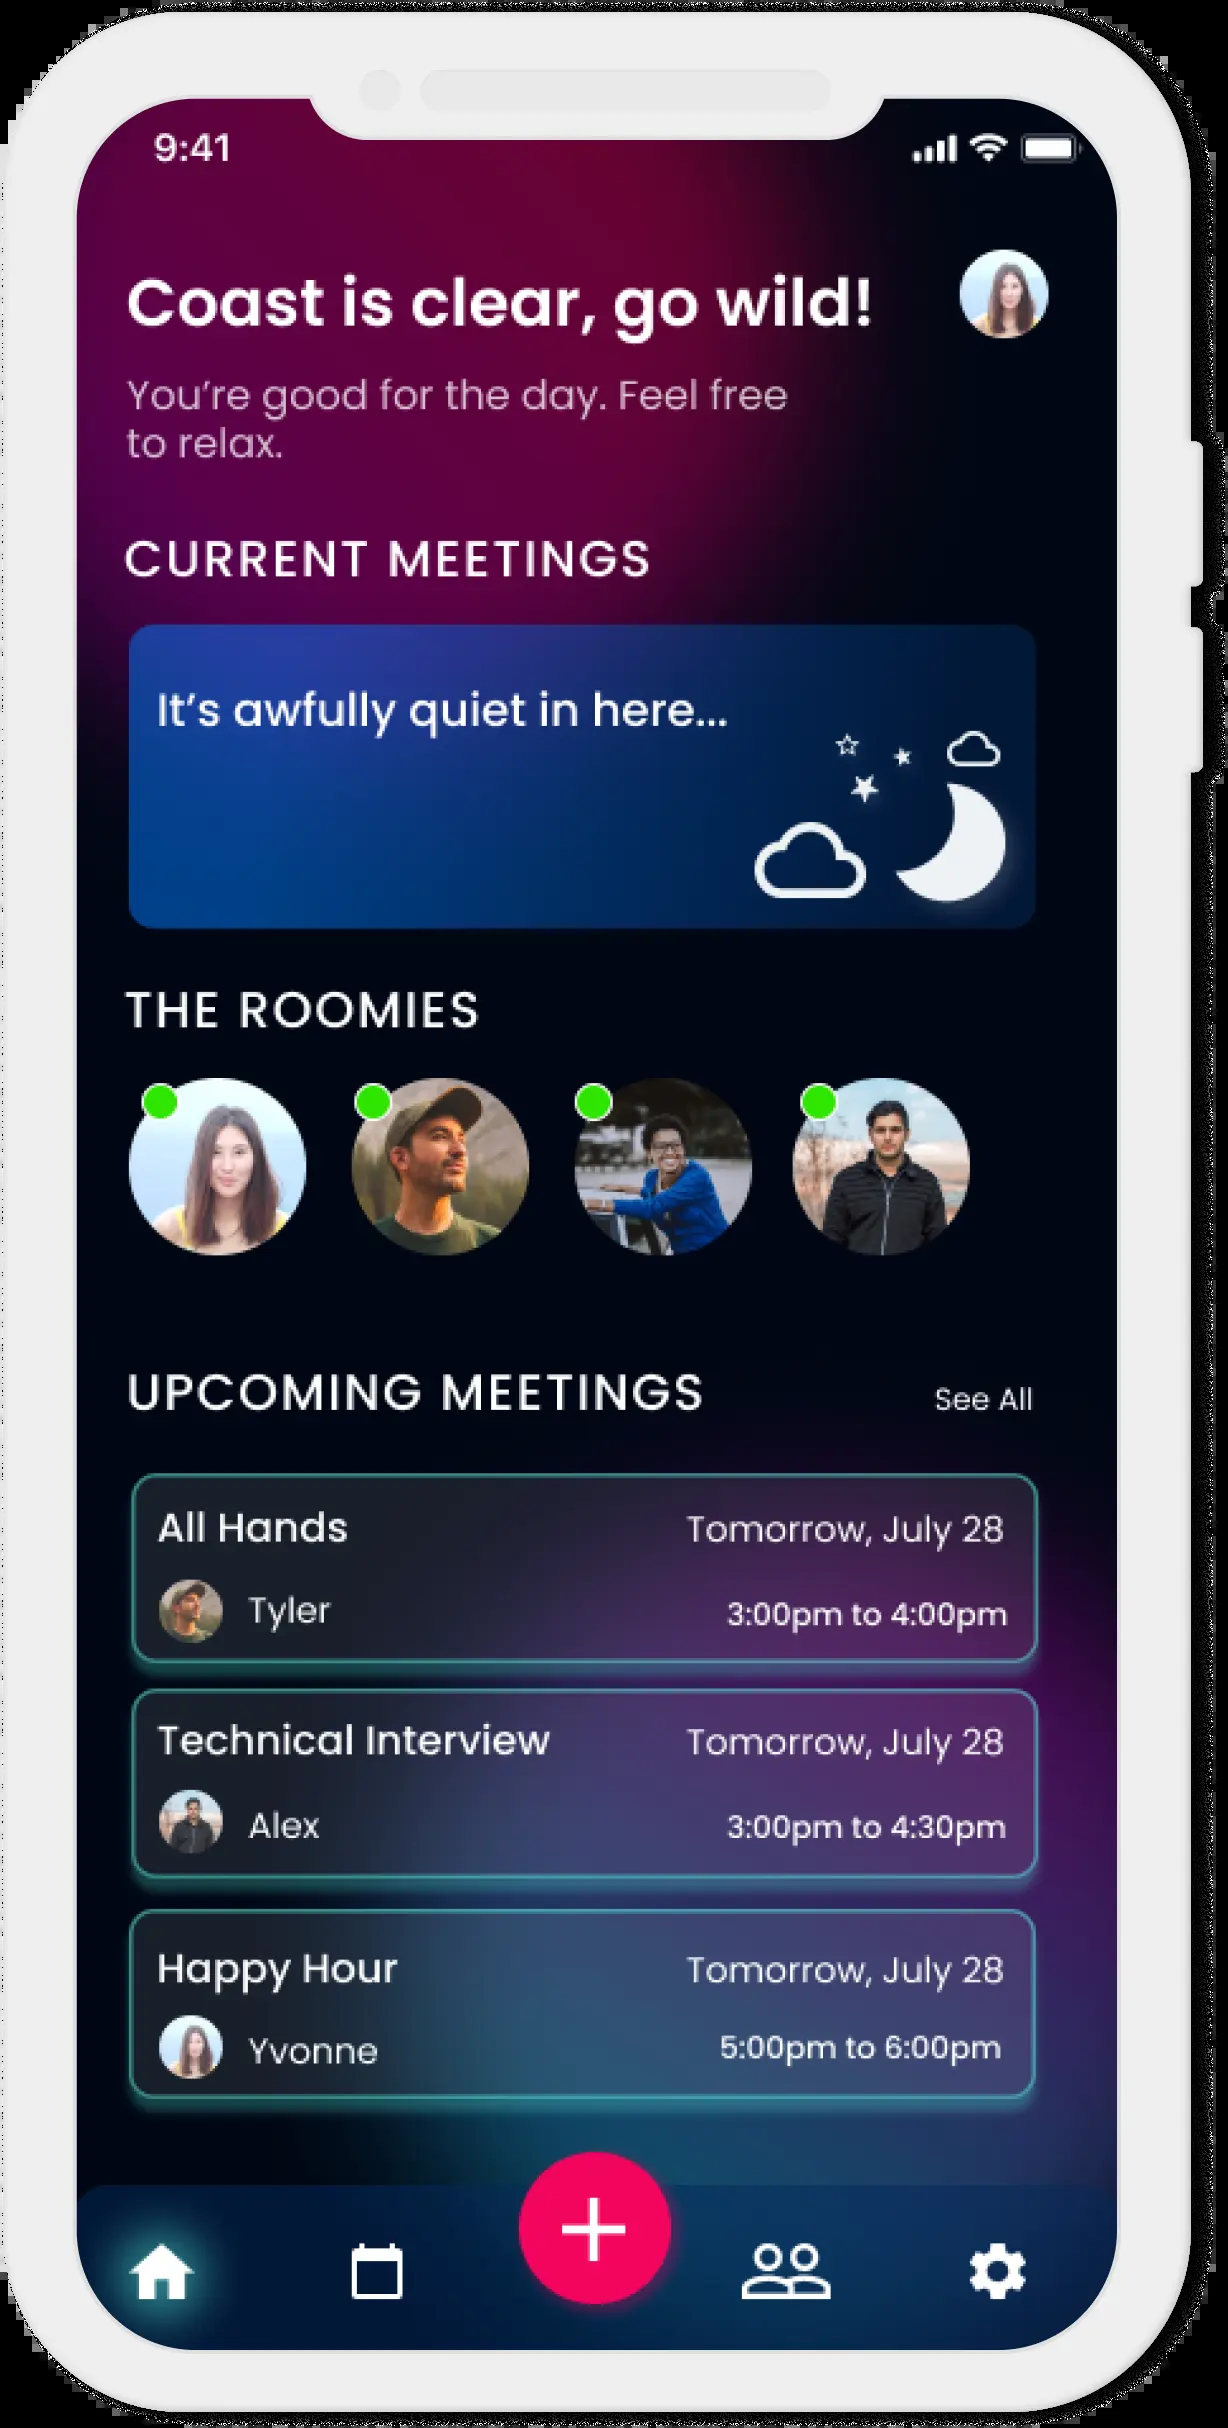 9:41
Coast is clear, go wild!
You’re good for the day. Feel free
to relax.
CURRENT MEETINGS
It’s awfully quiet in here...
THE ROOMIES
UPCOMING MEETINGS
See All
All Hands
Tomorrow, July 28
Tyler
3:00pm to 4:00pm
Technical Interview
Tomorrow, July 28
Alex
3:00pm to 4:30pm
Happy Hour
Tomorrow, July 28
Yvonne
5:00pm to 6:00pm